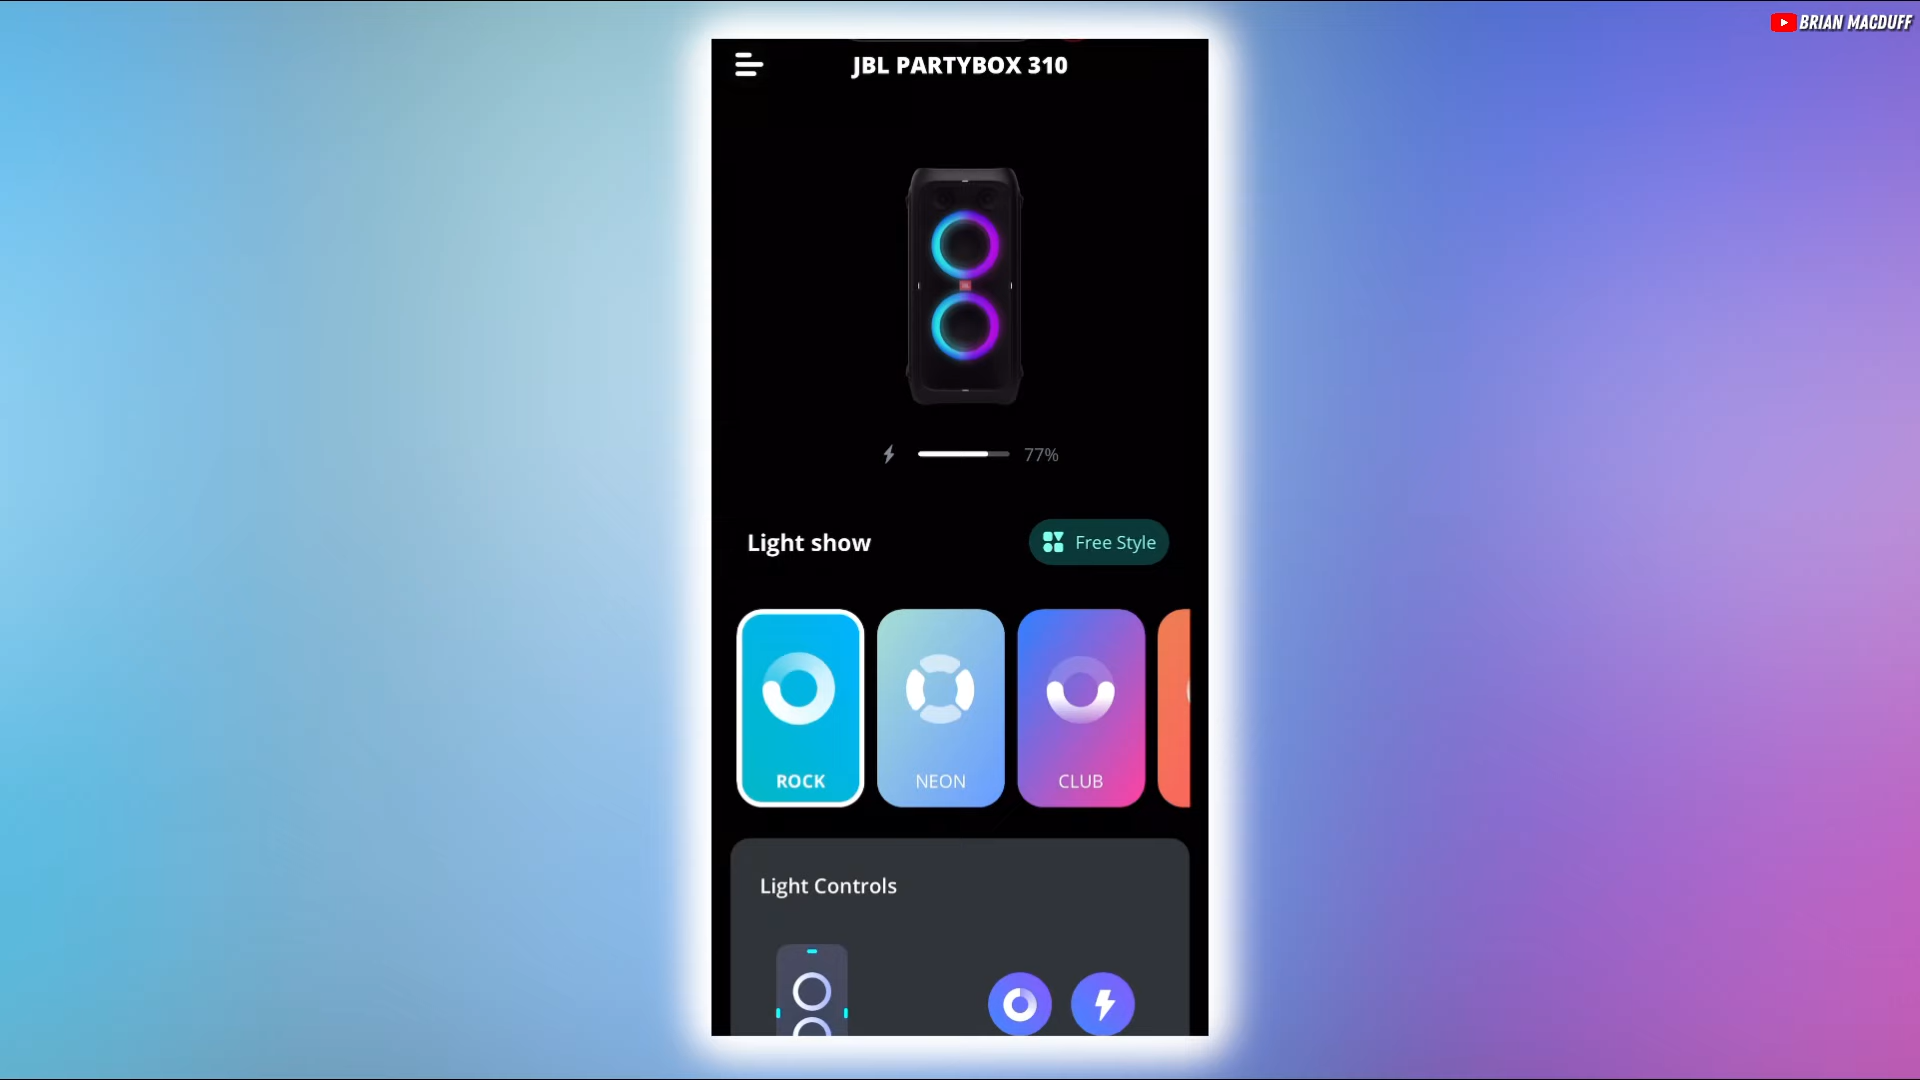 BRIAN MACDUFF
JBL PARTYBOX 310
77%
Light show
Free Style
ROCK
NEON
CLUB
Light Controls